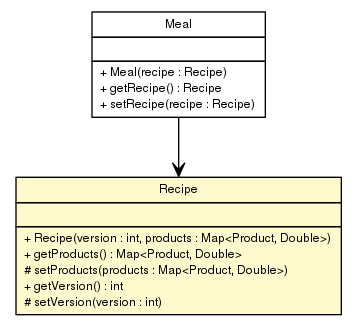 Meal
+ Meal(recipe : Recipe)
+ getRecipe() : Recipe
+ setRecipe(recipe : Recipe)
Recipe
+ Recipe(version : int, products : Map<Product, Double>)
+ getProducts() : Map<Product, Double>
# setProducts(products : Map<Product, Double>)
+ getVersion() : int
# setVersion(version : int)